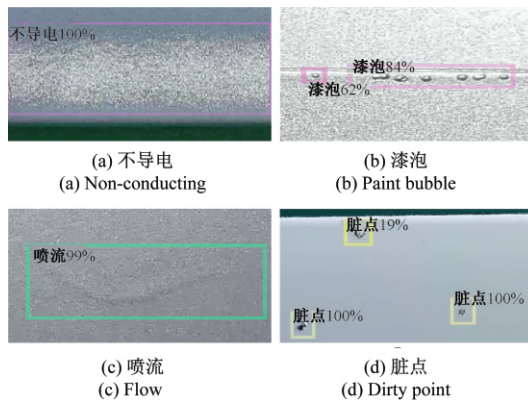 不导电100%
漆泡84%
漆泡62%
(a) 不导电
(a) Non-conducting
(b) 漆泡
(b) Paint bubble
喷流99%
脏点19%
脏点100%
脏点100%
(c) 喷流
(c) Flow
(d) 脏点
(d) Dirty point